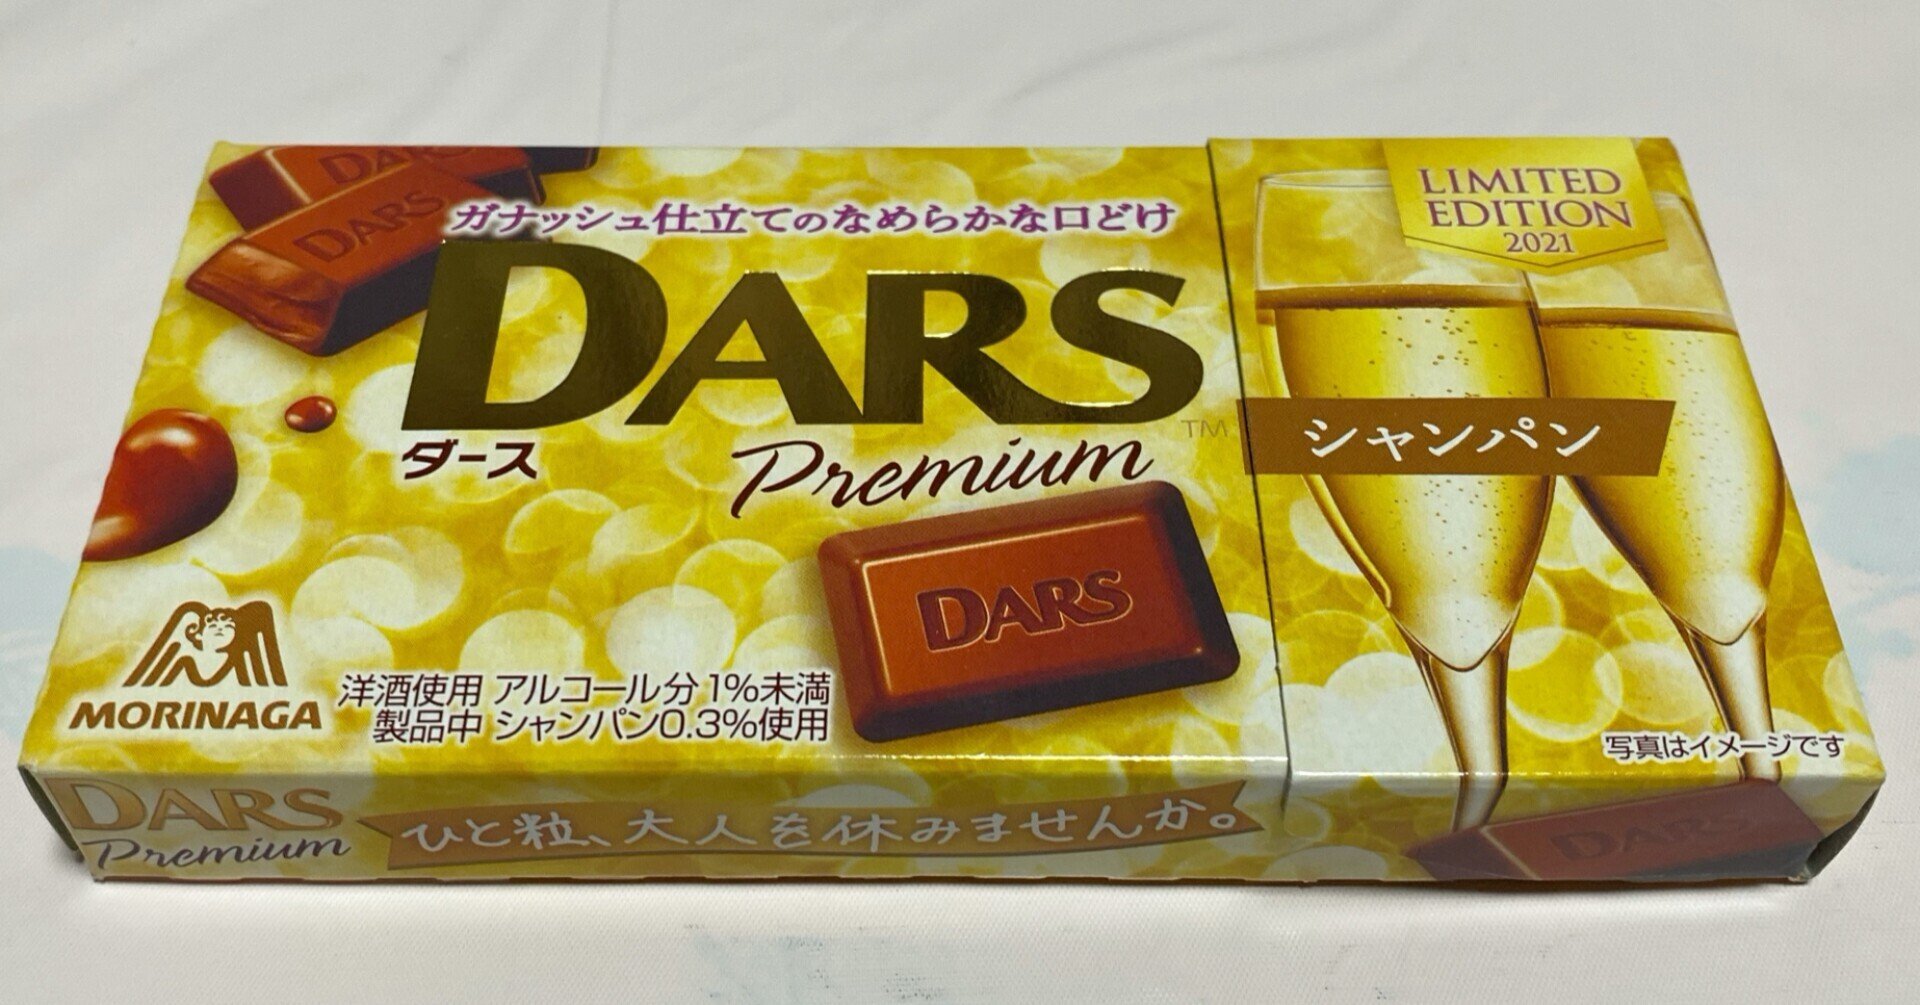 DARS
DARS
ガナッシュ仕立てのなめらかな口どけ
DARS
TM
ダース
Premium
DARS
MORINAGA
洋酒使用 アルコール分1%未満
製品中 シャンパン0.3%使用
LIMITED
EDITION
2021
シャンパン
写真はイメージです
DARS
Premium
ひと粒、大人を休みませんか。
DARS